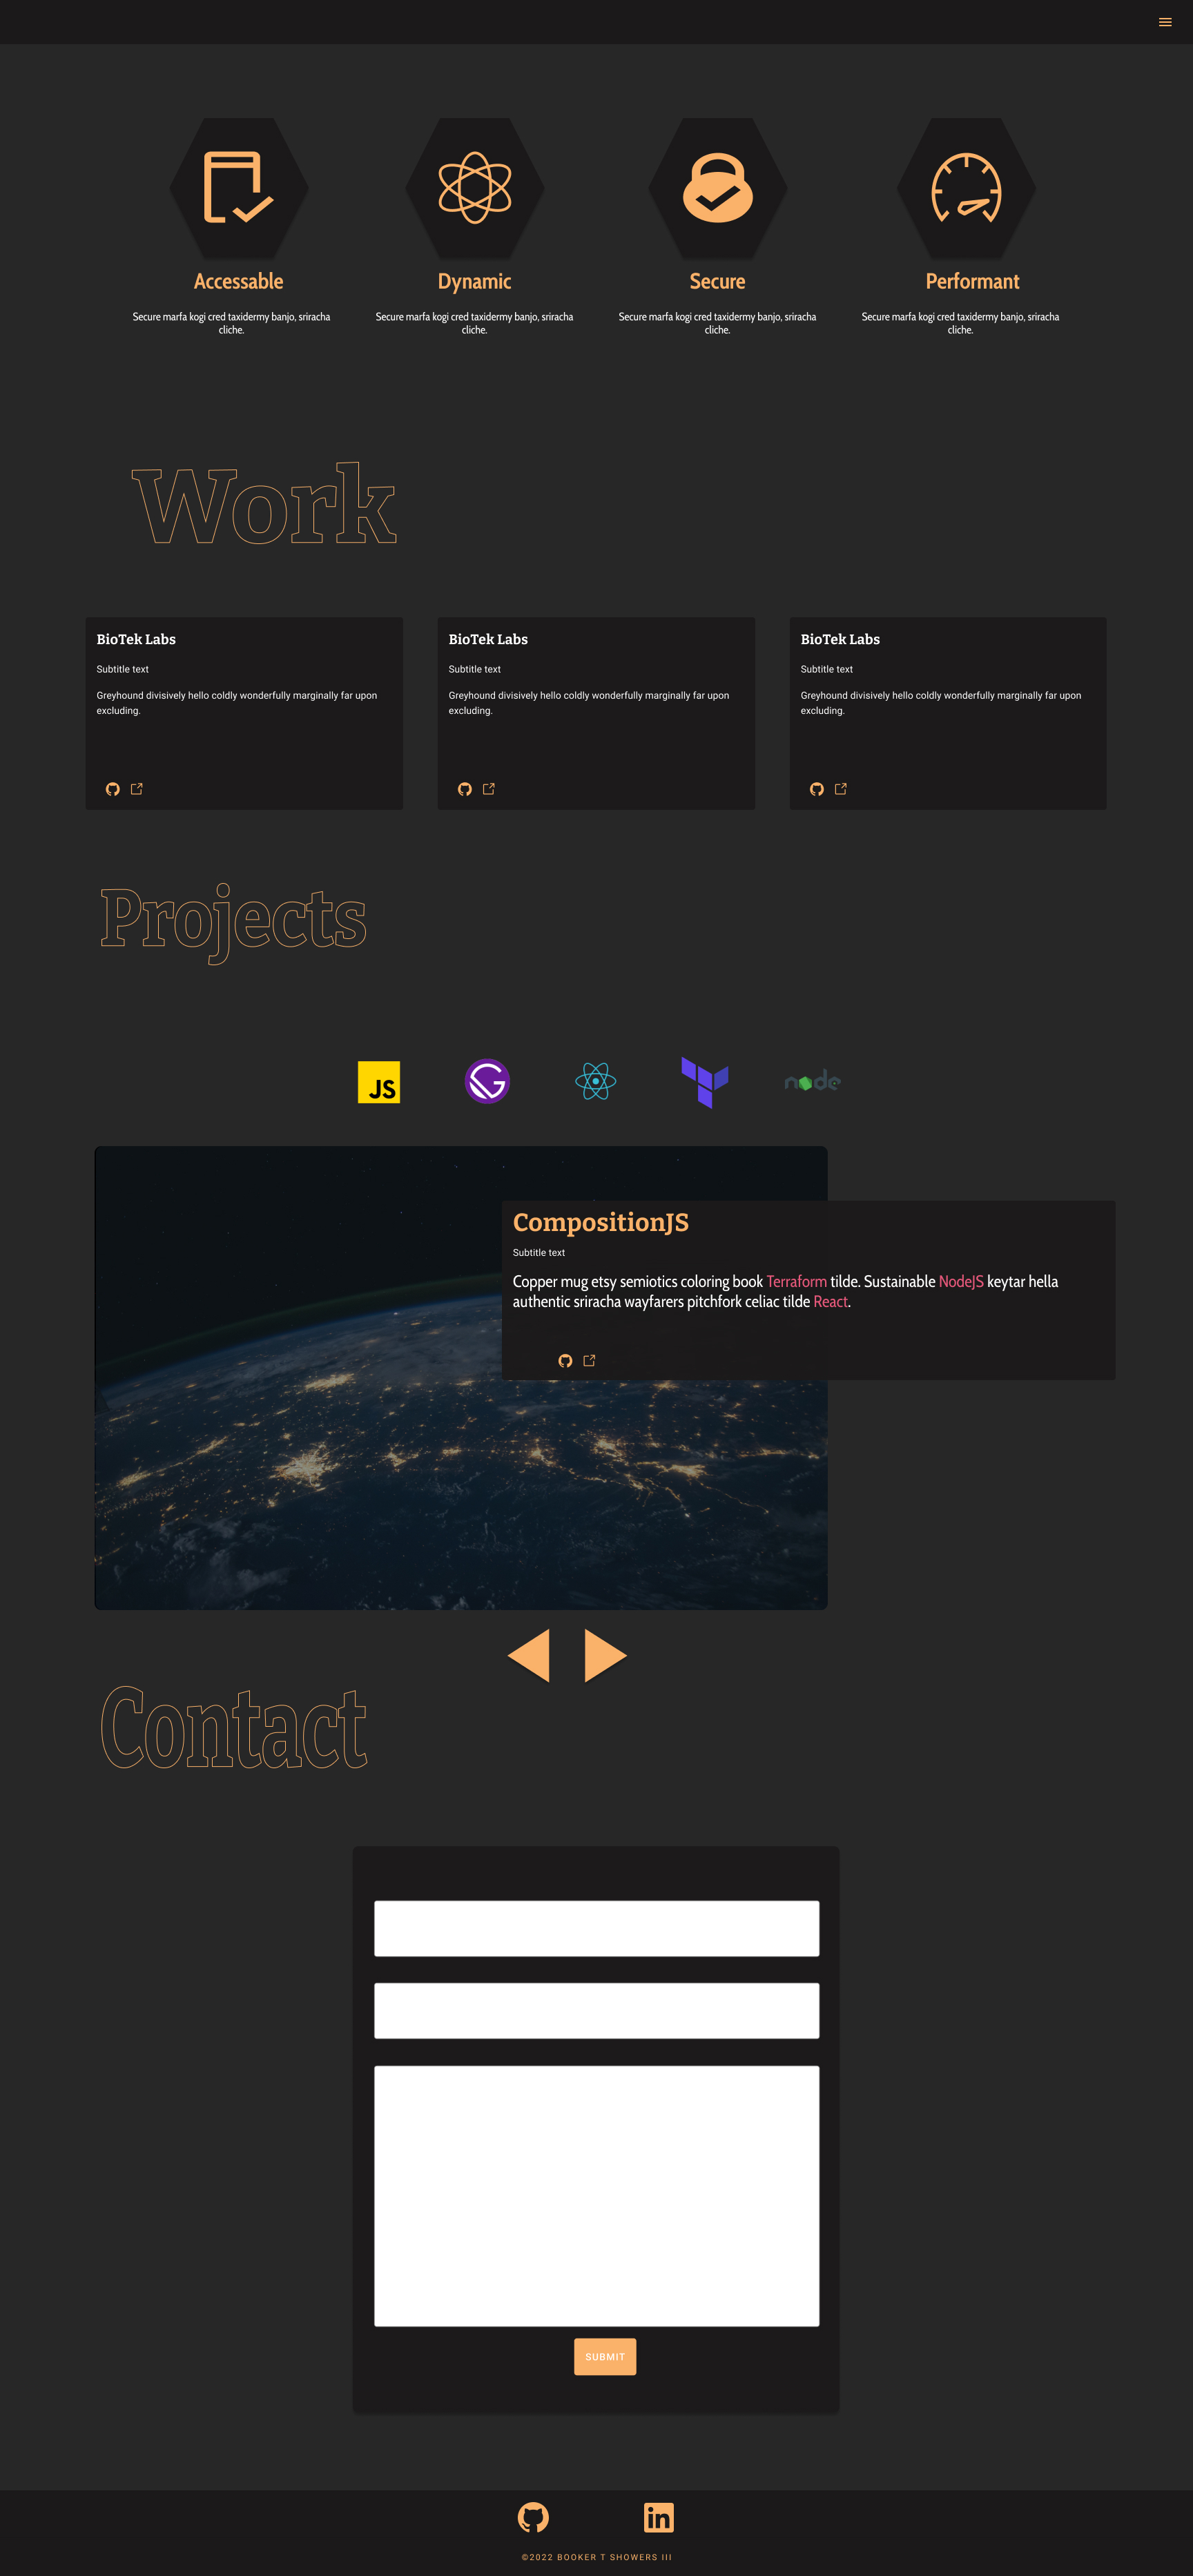 Accessable
Dynamic
Secure
Performant
Secure marfa kogi cred taxidermy banjo, sriracha
cliche.
Secure marfa kogi cred taxidermy banjo, sriracha
cliche.
Secure marfa kogi cred taxidermy banjo, sriracha
cliche.
Secure marfa kogi cred taxidermy banjo, sriracha
cliche.
Work
BioTek Labs
Subtitle text
Greyhound divisively hello coldly wonderfully marginally far upon
excluding.
BioTek Labs
Subtitle text
Greyhound divisively hello coldly wonderfully marginally far upon
excluding.
BioTek Labs
Subtitle text
Greyhound divisively hello coldly wonderfully marginally far upon
excluding.
Projects
JS
node
CompositionJS
Subtitle text
Copper mug etsy semiotics coloring book Terraform tilde. Sustainable NodeJS keytar hella
authentic sriracha wayfarers pitchfork celiac tilde React.
Contact
SUBMIT
in
©2022 BOOKER T SHOWERS III